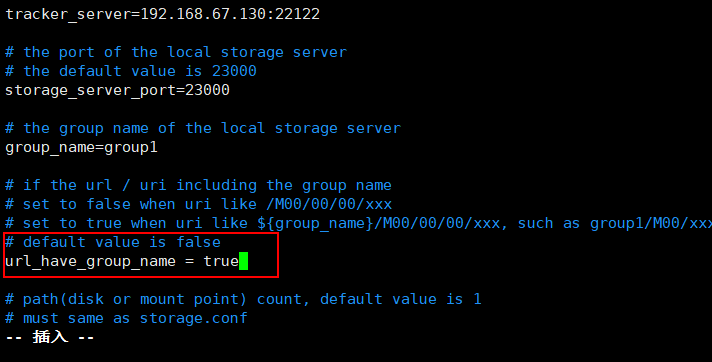 tracker_server=192.168.67.130:22122
# the port of the local storage server
# the default value is 23000
storage_server_port=23000
# the group name of the local storage server
group_name=group1
# if the url / uri including the group name
# set to false when uri like /M00/00/00/xxx
# set to true when uri like ${group_name}/M00/00/00/xxx, such as group1/M00/xxx
# default value is false
url_have_group_name = true
# path(disk or mount point) count, default value is 1
# must same as storage.conf
-- 插入 --